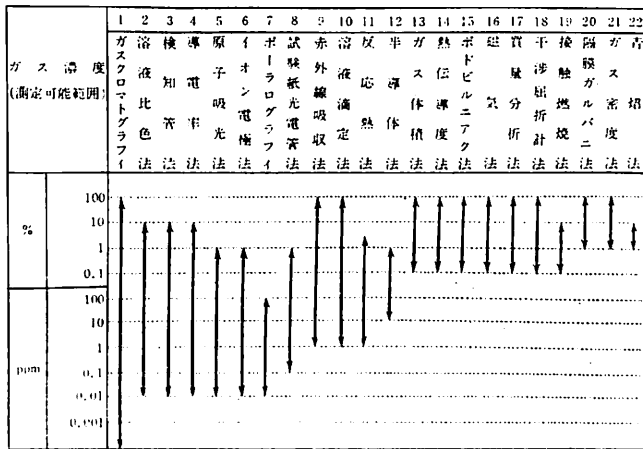 1 2 3 4 5 6 7 8 9 10 11 12 13 14 15 16 17 18 19 20 21 22
ガス濃度
(測定可能範囲)
ガスクロマトグラフィ
溶液比色法
検知管法
導電率法
原子吸光法
イオン電極法
ポーラログラフィ
試験紙光電管法
赤外線吸収法
溶液滴定法
反応熱法
半導体法
ガス体積法
熱伝導度法
ポドビルニアク法
磁気法
質量分折法
干渉屈折計法
接触燃焼法
隔膜ガルバニ法
ガス密度法
青焔法
%
100
10
1
0.1
ppm
100
10
1
0.1
0.01
0.001